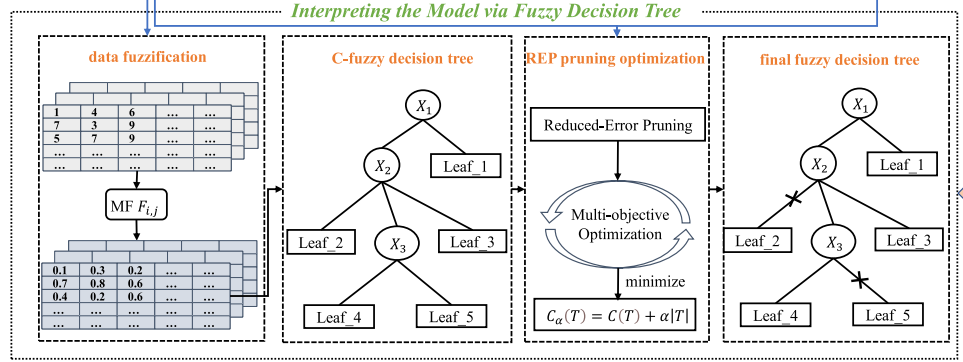 Interpreting the Model via Fuzzy Decision Tree
data fuzzification
1 4 6 ... ...
7 3 9 ... ...
5 7 9 ... ...
... ... ... ... ...
... ... ... ... ...
MF F_{i,j}
0.1 0.3 0.2 ... ...
0.7 0.8 0.6 ... ...
0.4 0.2 0.6 ... ...
... ... ... ... ...
... ... ... ... ...
C-fuzzy decision tree
X_1
X_2
Leaf_1
Leaf_2
X_3
Leaf_3
Leaf_4
Leaf_5
REP pruning optimization
Reduced-Error Pruning
Multi-objective
Optimization
minimize
C_α(T) = C(T) + α|T|
final fuzzy decision tree
X_1
X_2
Leaf_1
Leaf_2
X_3
Leaf_3
Leaf_4
Leaf_5